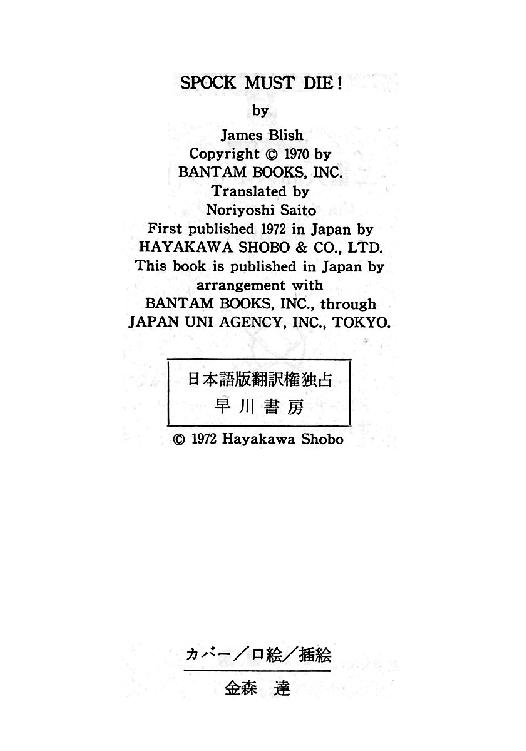 SPOCK MUST DIE!
by
James Blish
Copyright © 1970 by
BANTAM BOOKS, INC.
Translated by
Noriyoshi Saito
First published 1972 in Japan by
HAYAKAWA SHOBO & CO., LTD.
This book is published in Japan by
arrangement with
BANTAM BOOKS, INC., through
JAPAN UNI AGENCY, INC., TOKYO.
日本語版翻訳権独占
早川書房
© 1972 Hayakawa Shobo
カバー/口絵/插絵
金森 達